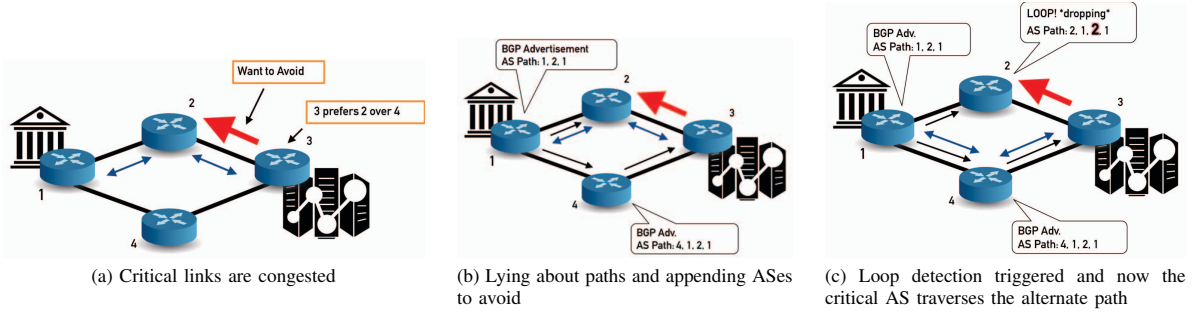 Want to Avoid
2
3 prefers 2 over 4
3
1
4
(a) Critical links are congested
BGP Advertisement
AS Path: 1, 2, 1
2
3
1
4
BGP Adv.
AS Path: 4, 1, 2, 1
(b) Lying about paths and appending ASes
to avoid
LOOP! *dropping*
AS Path: 2, 1, 2, 1
BGP Adv.
AS Path: 1, 2, 1
2
3
1
4
BGP Adv.
AS Path: 4, 1, 2, 1
(c) Loop detection triggered and now the
critical AS traverses the alternate path